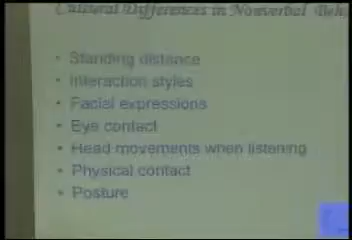 Cultural Differences in Nonverbal
• Standing distance
• Interaction styles
• Facial expressions
• Eye contact
• Head movements when listening
• Physical contact
• Posture